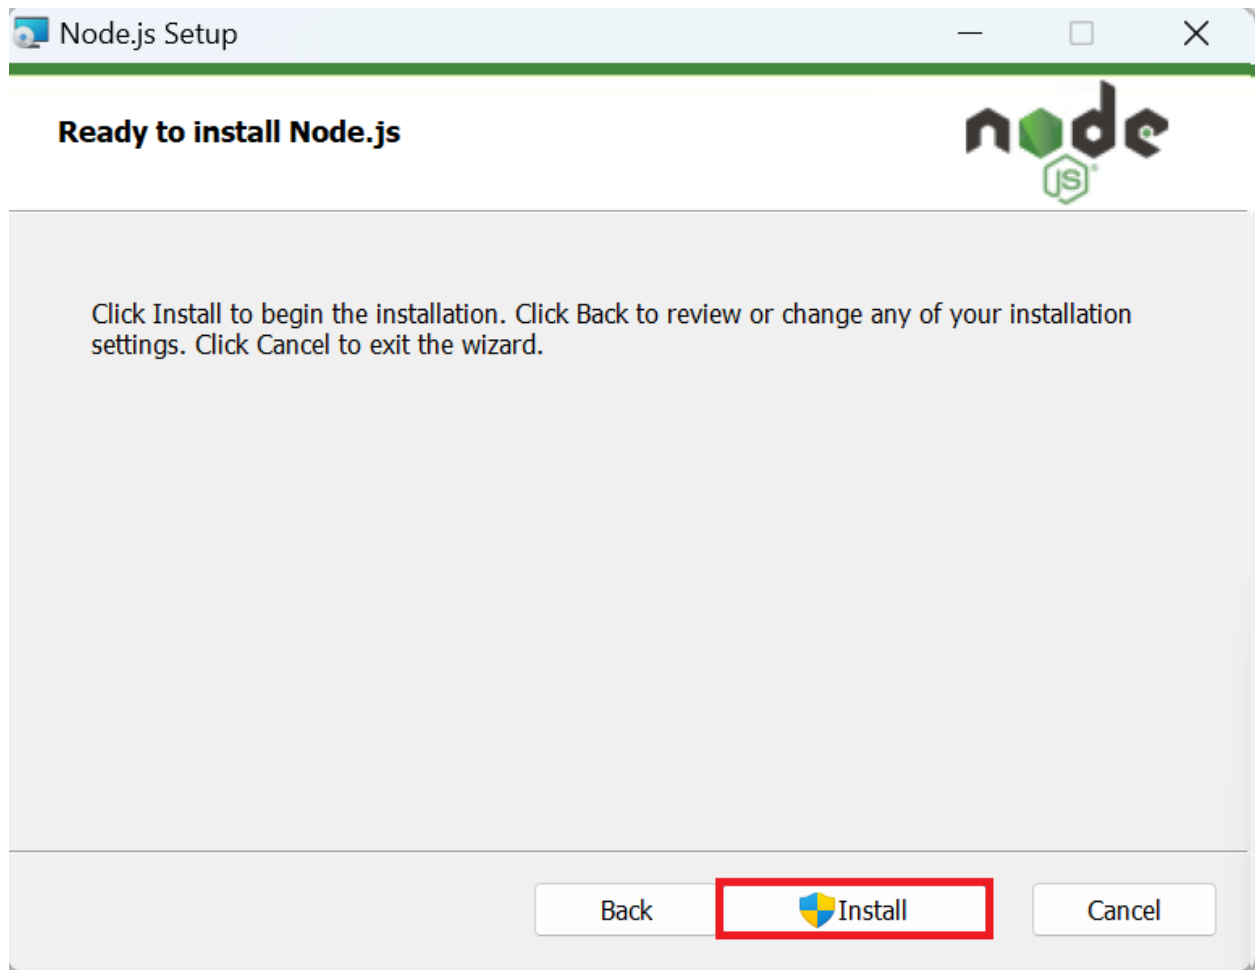 Node.js Setup
Ready to install Node.js
node
JS
Click Install to begin the installation. Click Back to review or change any of your installation
settings. Click Cancel to exit the wizard.
Back
Install
Cancel